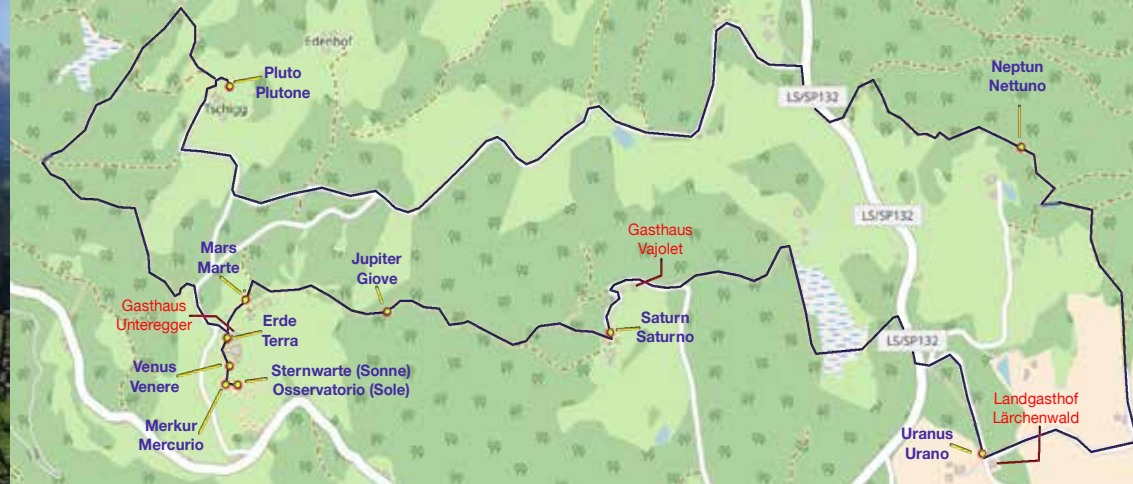 Edenhof
Pluto
Plutone
Tschigg
LS/SP132
Neptun
Nettuno
LS/SP132
Gasthaus
Vajolet
Mars
Marte
Jupiter
Giove
Gasthaus
Unteregger
Erde
Terra
Saturn
Saturno
LS/SP132
Venus
Venere
Sternwarte (Sonne)
Osservatorio (Sole)
Merkur
Mercurio
Landgasthof
Lärchenwald
Uranus
Urano